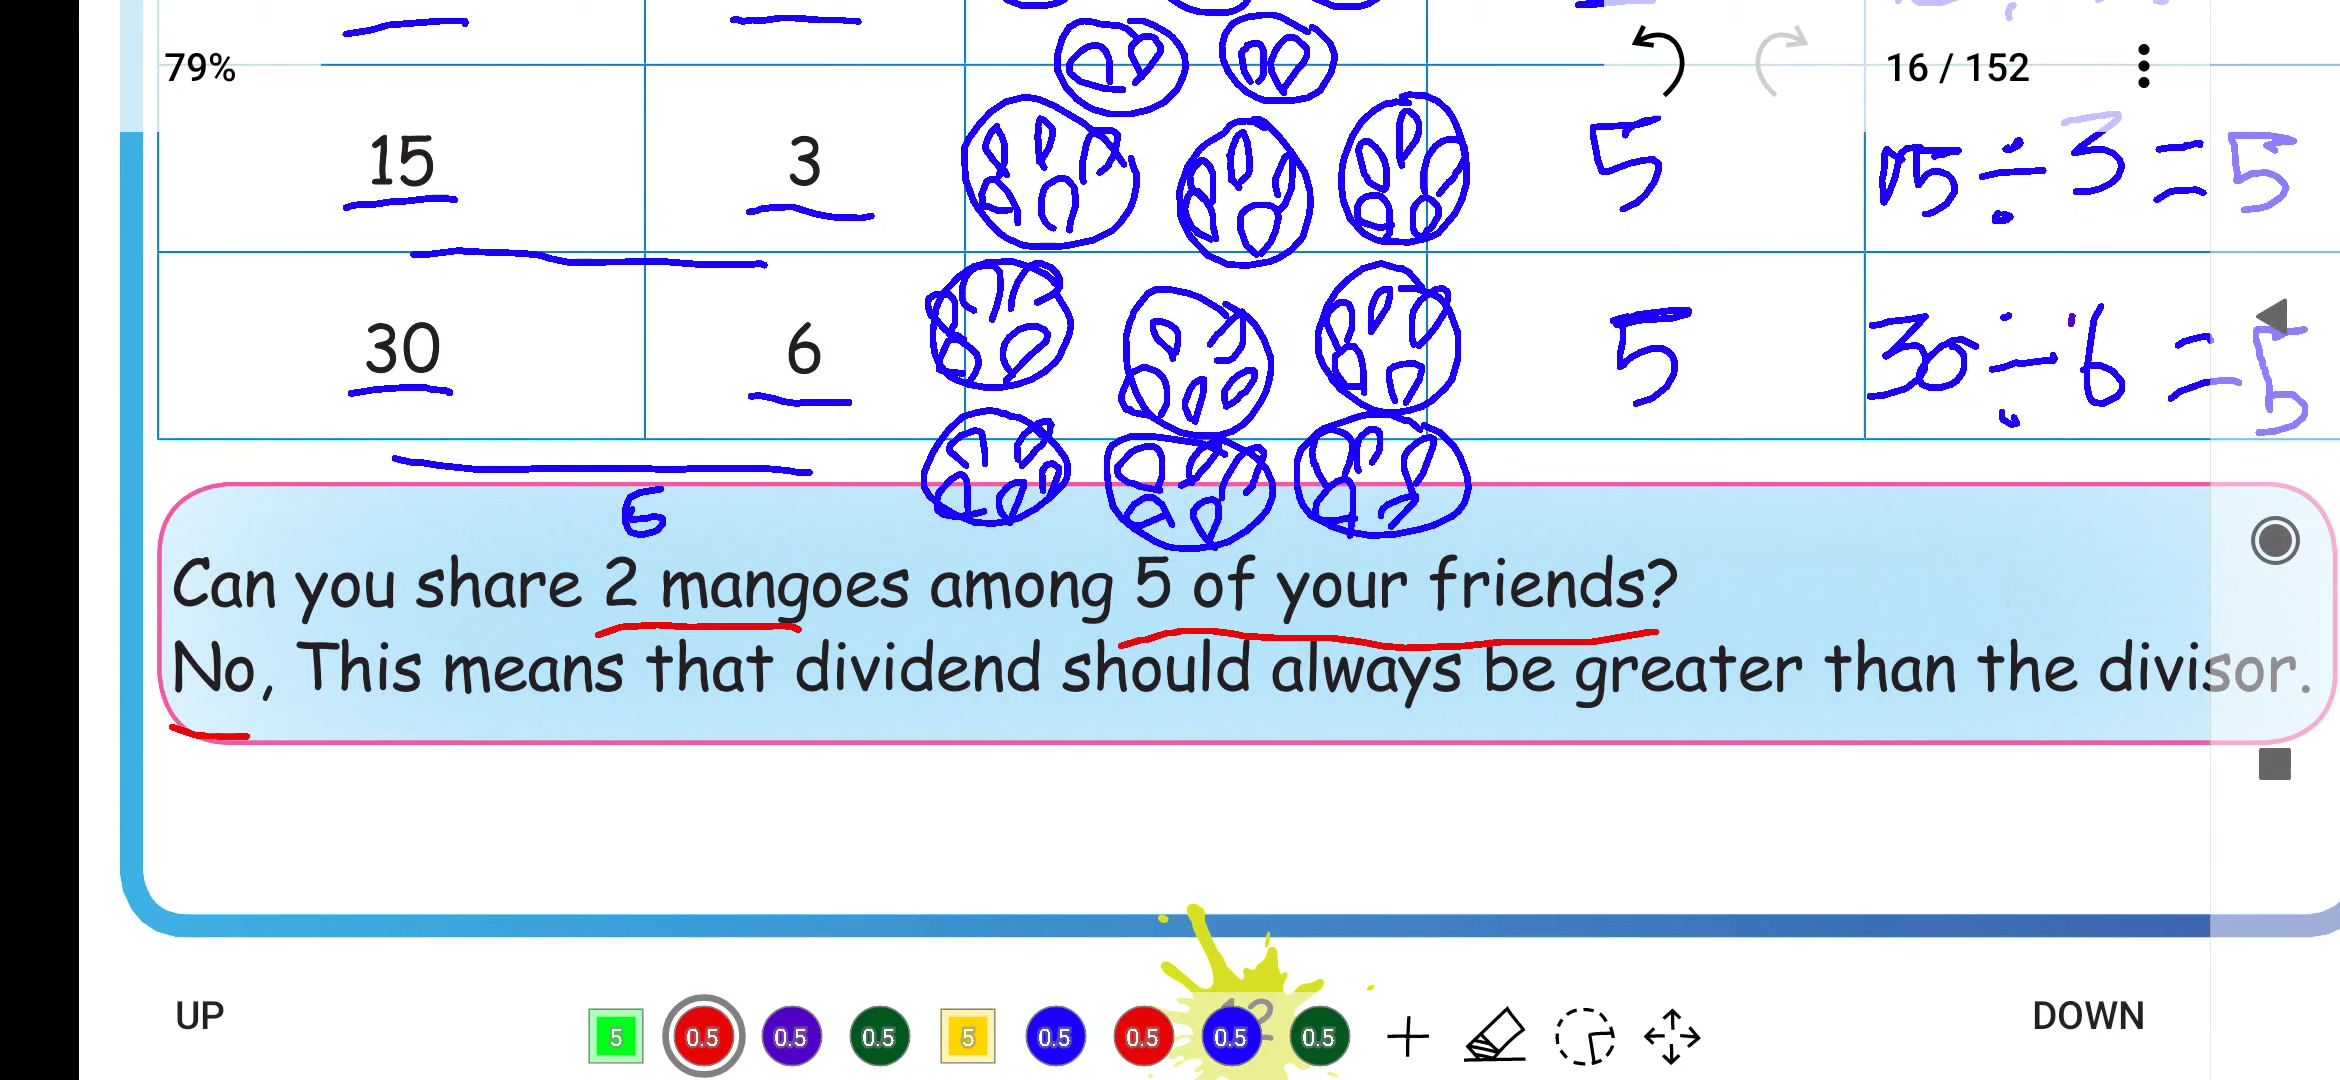 79%
16 / 152
15 3 5 15 ÷ 3 = 5
30 6 5 30 ÷ 6 = 5
6
Can you share 2 mangoes among 5 of your friends?
No, This means that dividend should always be greater than the divisor.
UP
DOWN
5 0.5 0.5 0.5 5 0.5 0.5 0.5 0.5
12